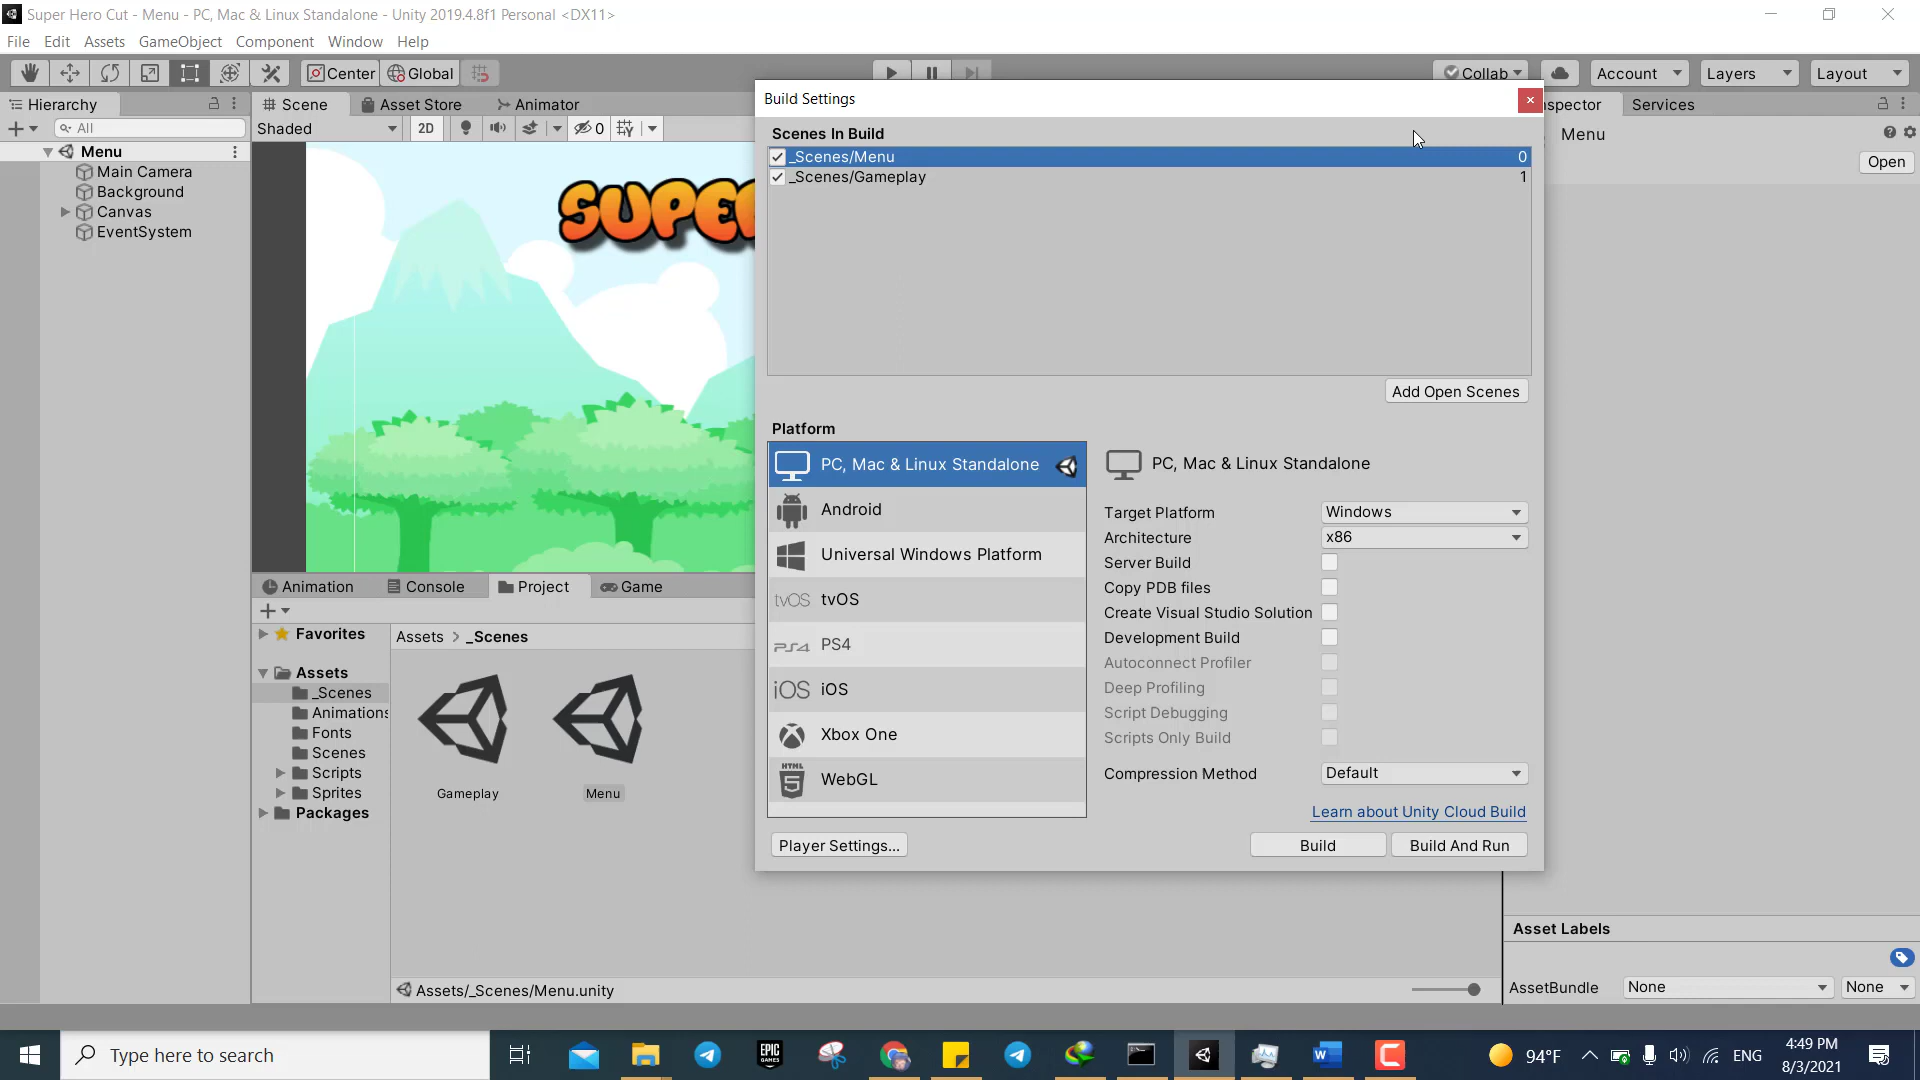 Super Hero Cut - Menu - PC, Mac & Linux Standalone - Unity 2019.4.8f1 Personal <DX11>
File Edit Assets GameObject Component Window Help
Center Global Collab Account Layers Layout
Hierarchy
All
Menu
Main Camera
Background
Canvas
EventSystem
Scene Asset Store Animator
Shaded 2D 0
SUPE
Build Settings
Scenes In Build
_Scenes/Menu 0
_Scenes/Gameplay 1
Add Open Scenes
Platform
PC, Mac & Linux Standalone
Android
Universal Windows Platform
tvOS tvOS
PS4
iOS iOS
Xbox One
HTML 5 WebGL
PC, Mac & Linux Standalone
Target Platform Windows
Architecture x86
Server Build
Copy PDB files
Create Visual Studio Solution
Development Build
Autoconnect Profiler
Deep Profiling
Script Debugging
Scripts Only Build
Compression Method Default
Learn about Unity Cloud Build
Player Settings... Build Build And Run
spector Services
Menu
Open
Animation Console Project Game
Favorites
Assets
_Scenes
Animations
Fonts
Scenes
Scripts
Sprites
Packages
Assets > _Scenes
Gameplay Menu
Assets/_Scenes/Menu.unity
Asset Labels
AssetBundle None None
Type here to search
EPIC GAMES
94°F ENG
4:49 PM
8/3/2021